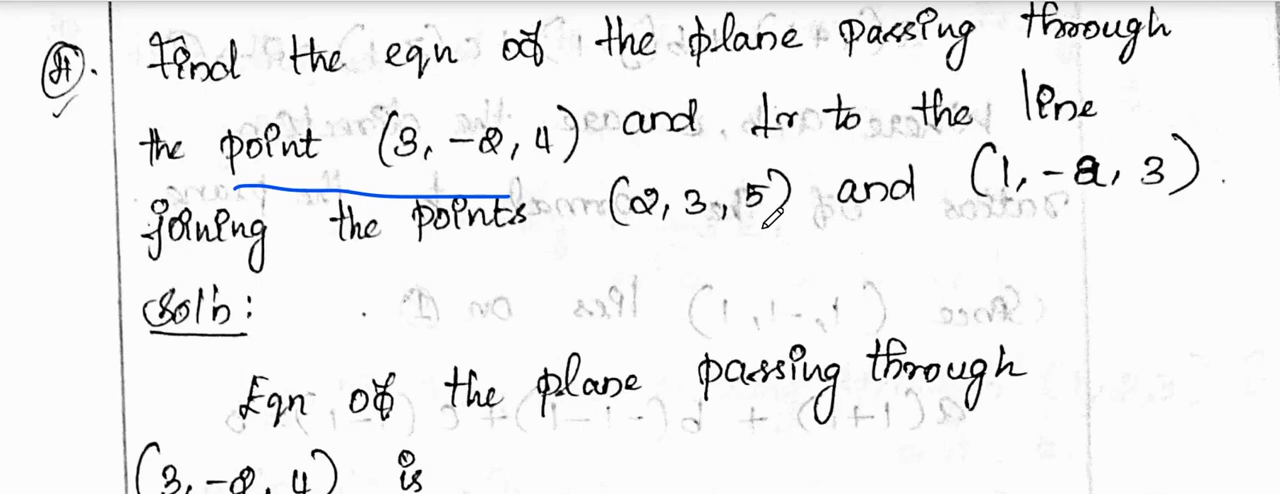 Find the eqn of the plane passing through
the point (3, -2, 4) and ⊥r to the line
joining the points (2, 3, 5) and (1, -2, 3).
Soln:
Eqn of the plane passing through
(3, -2, 4) is